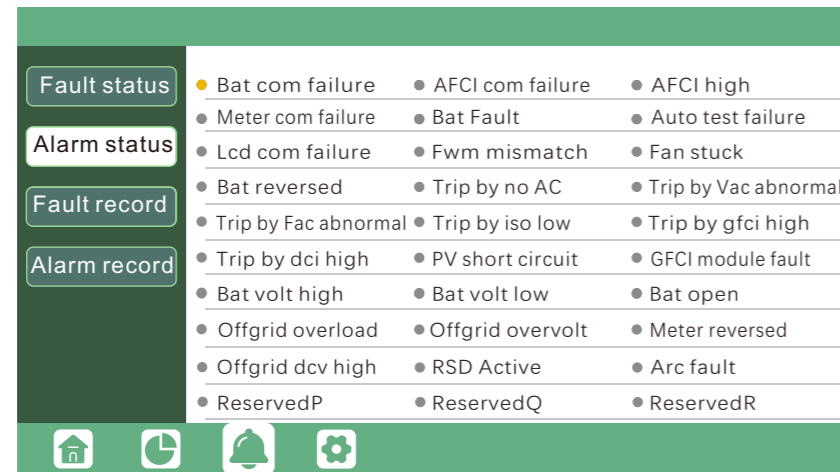 Fault status
Alarm status
Fault record
Alarm record
Bat com failure AFCI com failure AFCI high
Meter com failure Bat Fault Auto test failure
Lcd com failure Fwm mismatch Fan stuck
Bat reversed Trip by no AC Trip by Vac abnormal
Trip by Fac abnormal Trip by iso low Trip by gfci high
Trip by dci high PV short circuit GFCI module fault
Bat volt high Bat volt low Bat open
Offgrid overload Offgrid overvolt Meter reversed
Offgrid dcv high RSD Active Arc fault
ReservedP ReservedQ ReservedR